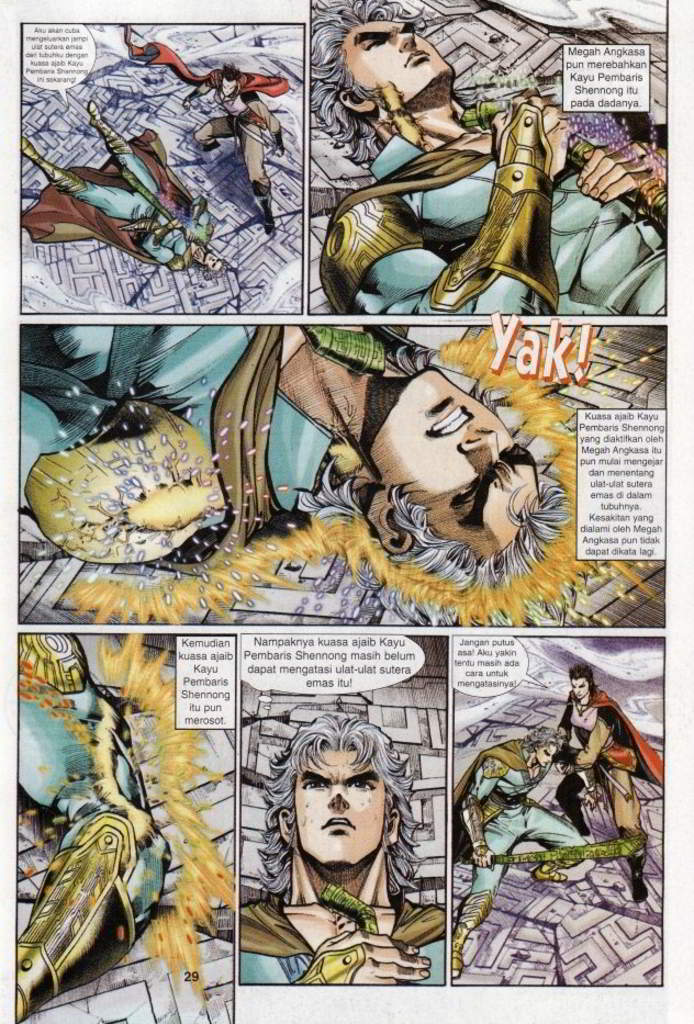 Aku akan cuba
mengeluarkan jampi
ulat sutera emas
dari tubuhku dengan
kuasa ajaib Kayu
Pembaris Shennong
ini sekarang!
Megah Angkasa
pun merebahkan
Kayu Pembaris
Shennong itu
pada dadanya.
Yak!
Kuasa ajaib Kayu
Pembaris Shennong
yang diaktifkan oleh
Megah Angkasa itu
pun mulai mengejar
dan menentang
ulat-ulat sutera
emas di dalam
tubuhnya.
Kesakitan yang
dialami oleh Megah
Angkasa pun tidak
dapat dikata lagi.
Kemudian
kuasa ajaib
Kayu
Pembaris
Shennong
itu pun
merosot.
Nampaknya kuasa ajaib Kayu
Pembaris Shennong masih belum
dapat mengatasi ulat-ulat sutera
emas itu!
Jangan putus
asa! Aku yakin
tentu masih ada
cara untuk
mengatasinya!
29